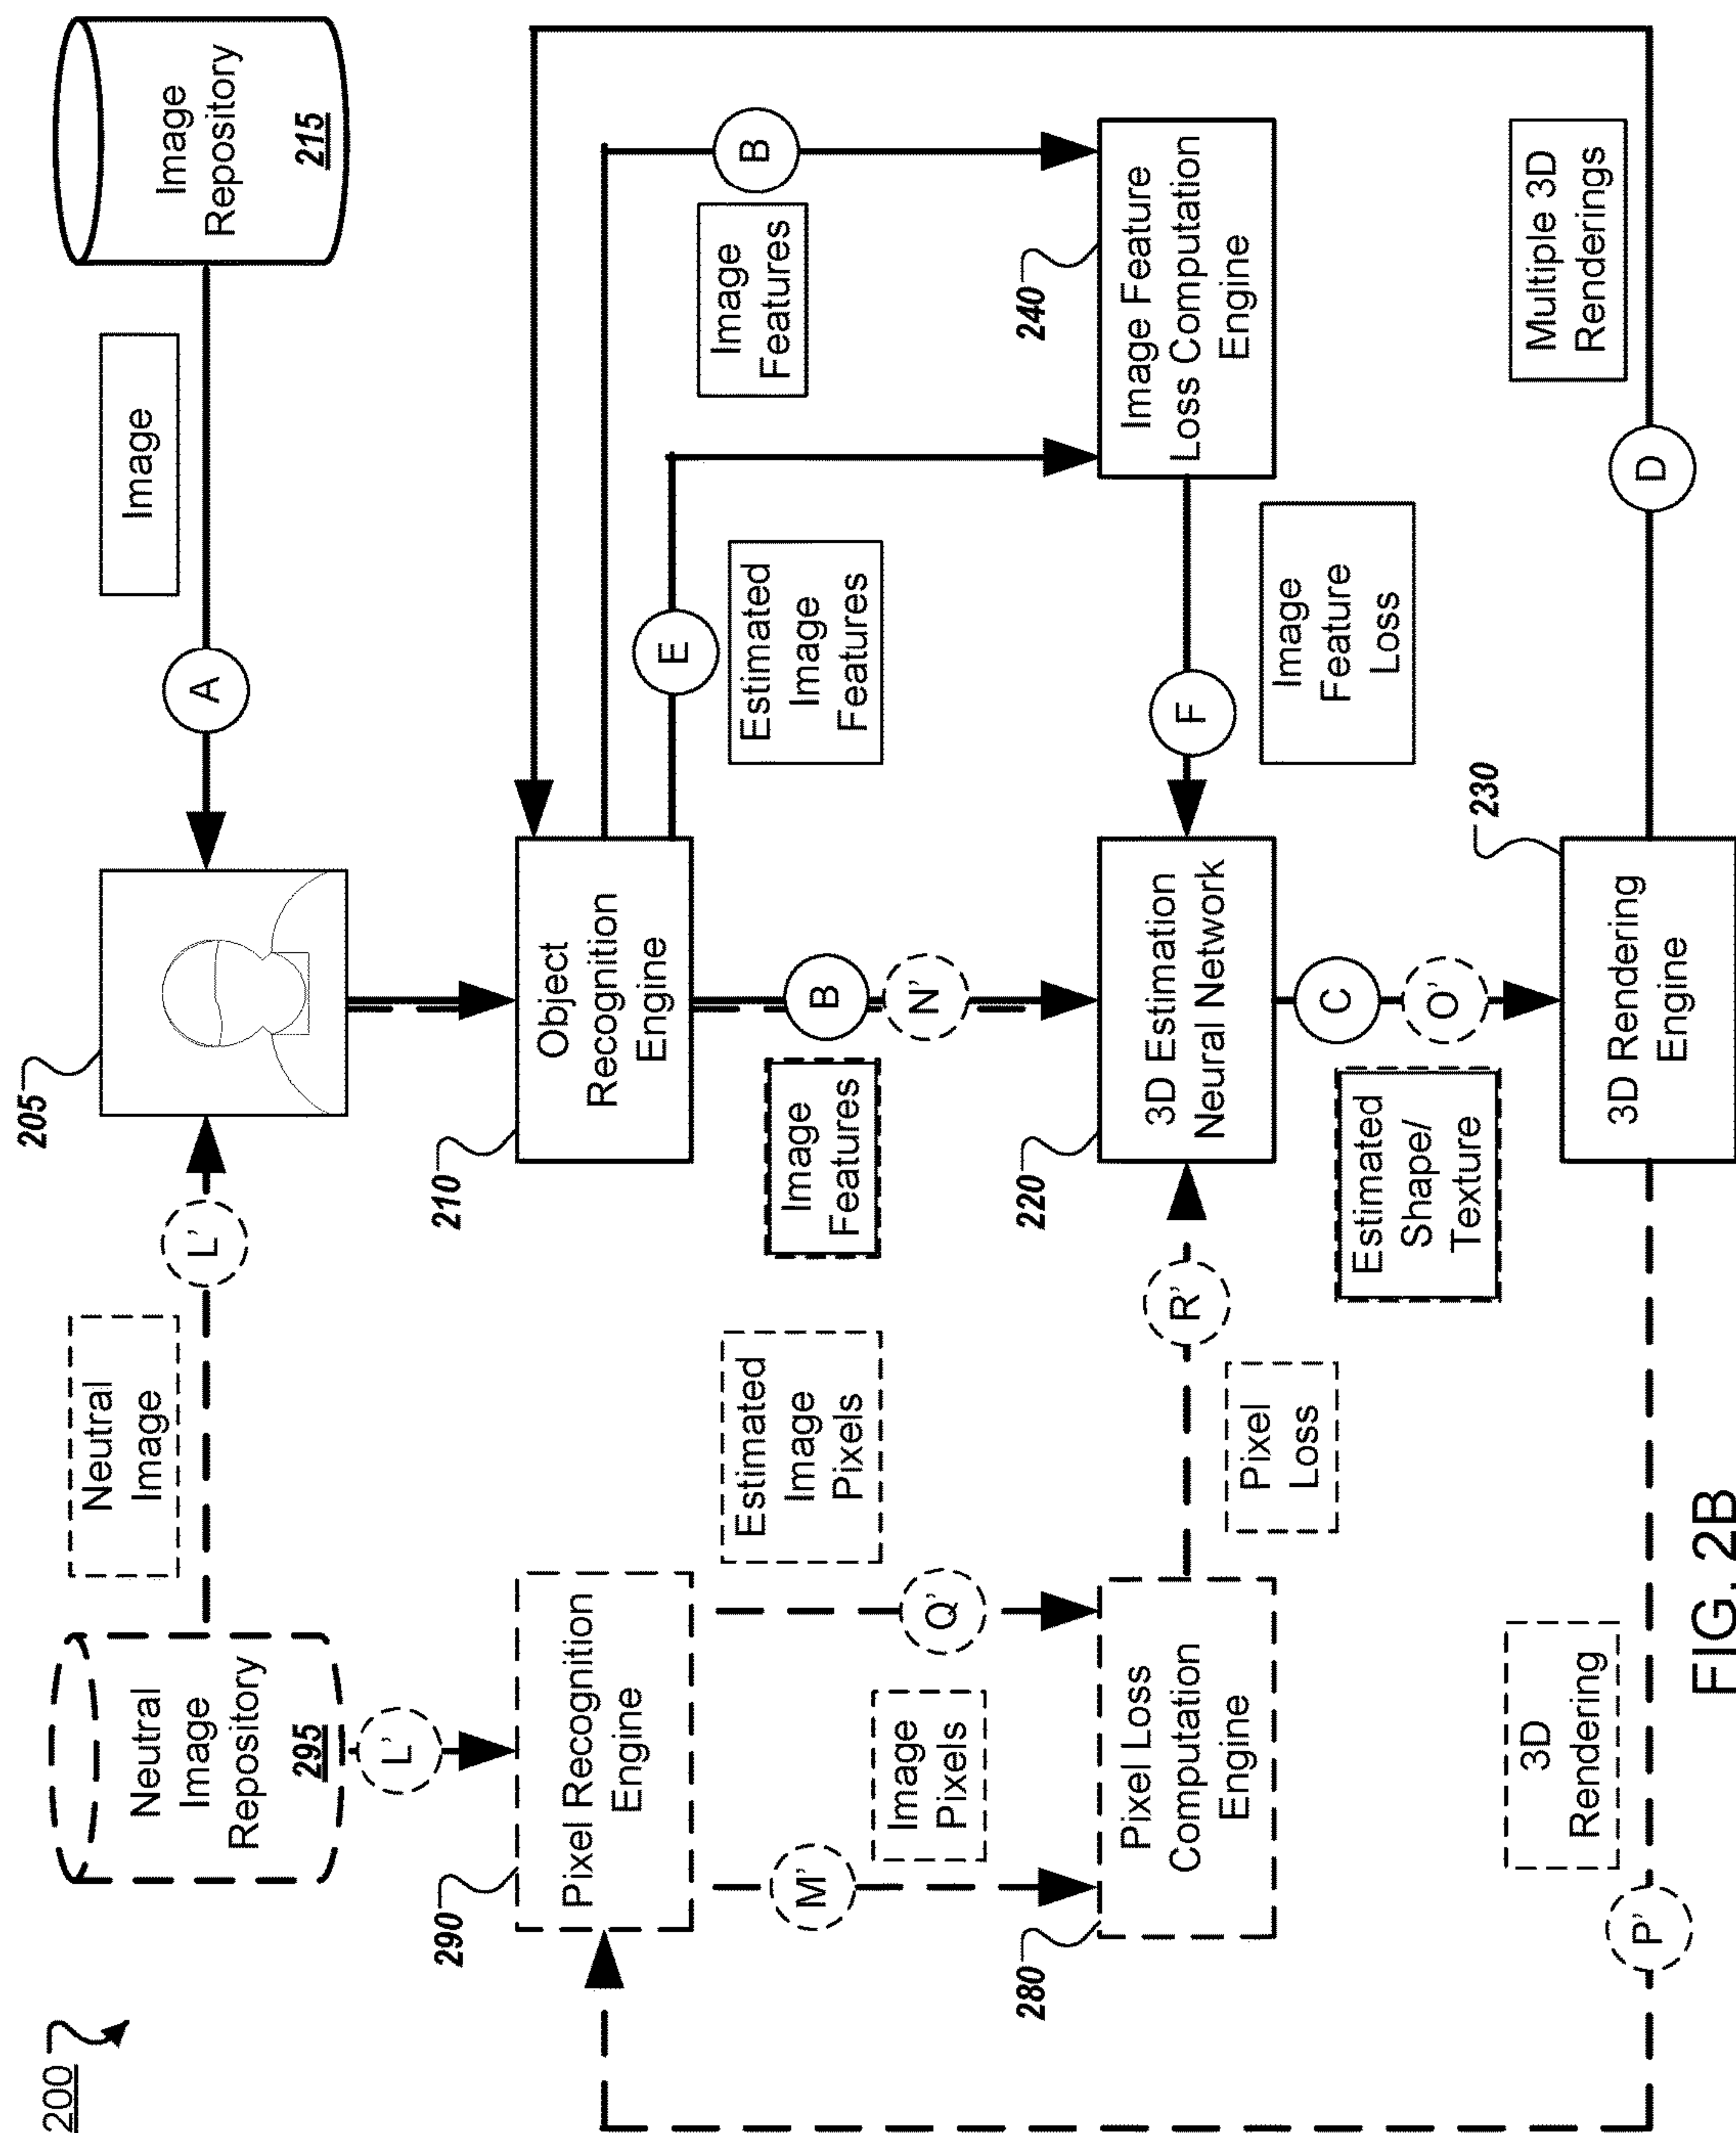 200
Neutral
Image
Repository
295
L'
Neutral
Image
L'
205
A
Image
Image
Repository
215
290
Pixel Recognition
Engine
210
Object
Recognition
Engine
M'
Image
Pixels
Q'
Estimated
Image
Pixels
Image
Features
B
N'
E
Estimated
Image
Features
B
Image
Features
280
Pixel Loss
Computation
Engine
R'
Pixel
Loss
220
3D Estimation
Neural Network
F
Image
Feature
Loss
240
Image Feature
Loss Computation
Engine
Estimated
Shape/
Texture
C
O'
P'
3D
Rendering
230
3D Rendering
Engine
D
Multiple 3D
Renderings
FIG. 2B